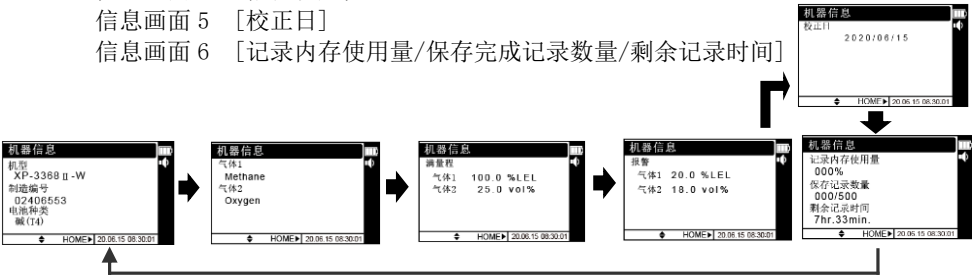 信息画面 5 [校正日]
信息画面 6 [记录内存使用量/保存完成记录数量/剩余记录时间]
机器信息
校正日
2020/06/15
HOME 20.06.15 08.30.01
机器信息
机型
XP-3368Ⅱ-W
制造编号
02406553
电池种类
碱(T4)
HOME 20.06.15 08:30:01
机器信息
气体1
Methane
气体2
Oxygen
HOME 20.06.15 08:30:01
机器信息
满量程
气体1 100.0 %LEL
气体2 25.0 vol%
HOME 20.06.15 08:30:01
机器信息
报警
气体1 20.0 %LEL
气体2 18.0 vol%
HOME 20.06.15 08:30:01
机器信息
记录内存使用量
000%
保存记录数量
000/500
剩余记录时间
7hr.33min.
HOME 20.06.15 08.30.01